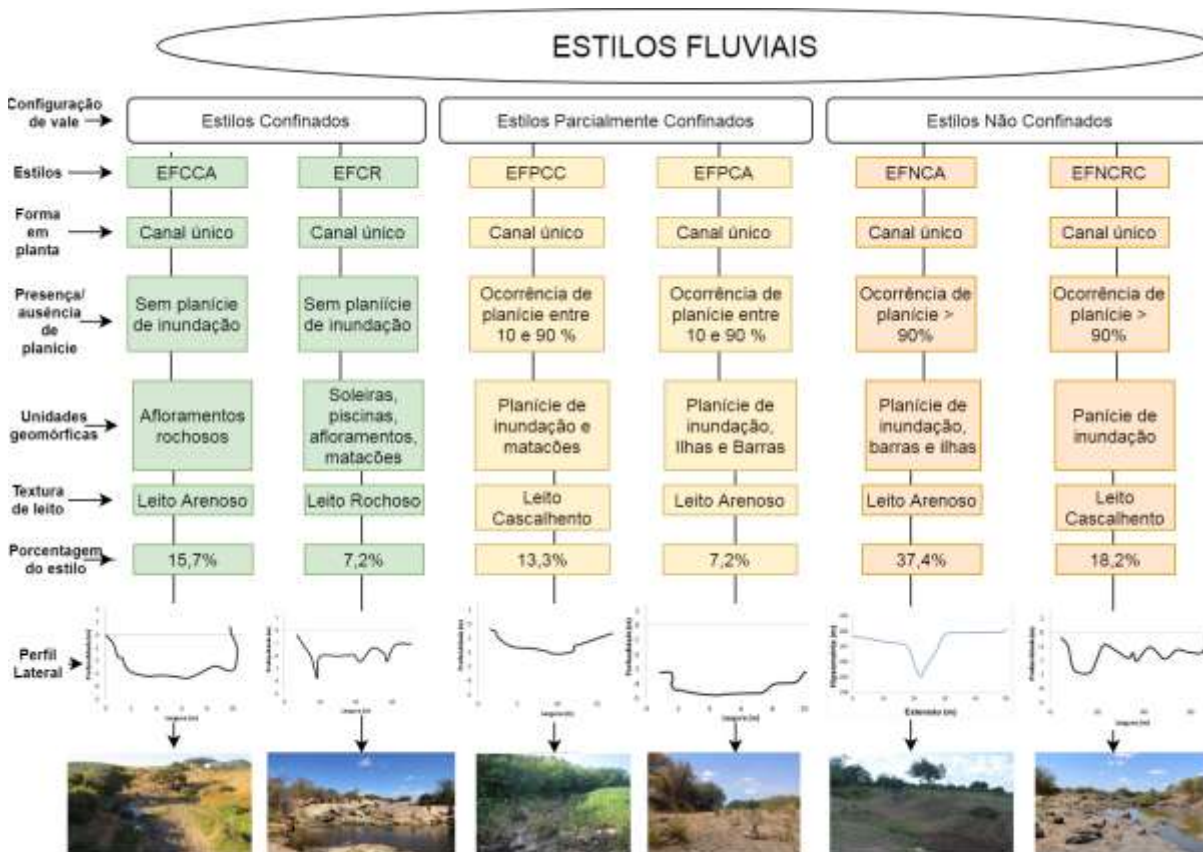 ESTILOS FLUVIAIS
Configuração
de vale
Estilos Confinados
Estilos Parcialmente Confinados
Estilos Não Confinados
Estilos
EFCCA
EFCR
EFPCC
EFPCA
EFNCA
EFNCRC
Forma
em
planta
Canal único
Canal único
Canal único
Canal único
Canal único
Canal único
Presença/
ausência
de
planície
Sem planície
de inundação
Sem planiície
de inundação
Ocorrência de
planície entre
10 e 90 %
Ocorrência de
planície entre
10 e 90 %
Ocorrência de
planície >
90%
Ocorrência de
planície >
90%
Unidades
geomórficas
Afloramentos
rochosos
Soleiras,
piscinas,
afloramentos,
matacões
Planície de
inundação e
matacões
Planície de
inundação,
Ilhas e Barras
Planície de
inundação,
barras e ilhas
Panície de
inundação
Textura
de leito
Leito Arenoso
Leito Rochoso
Leito
Cascalhento
Leito Arenoso
Leito Arenoso
Leito
Cascalhento
Porcentagem
do estilo
15,7%
7,2%
13,3%
7,2%
37,4%
18,2%
Perfil
Lateral
Extensão (m)